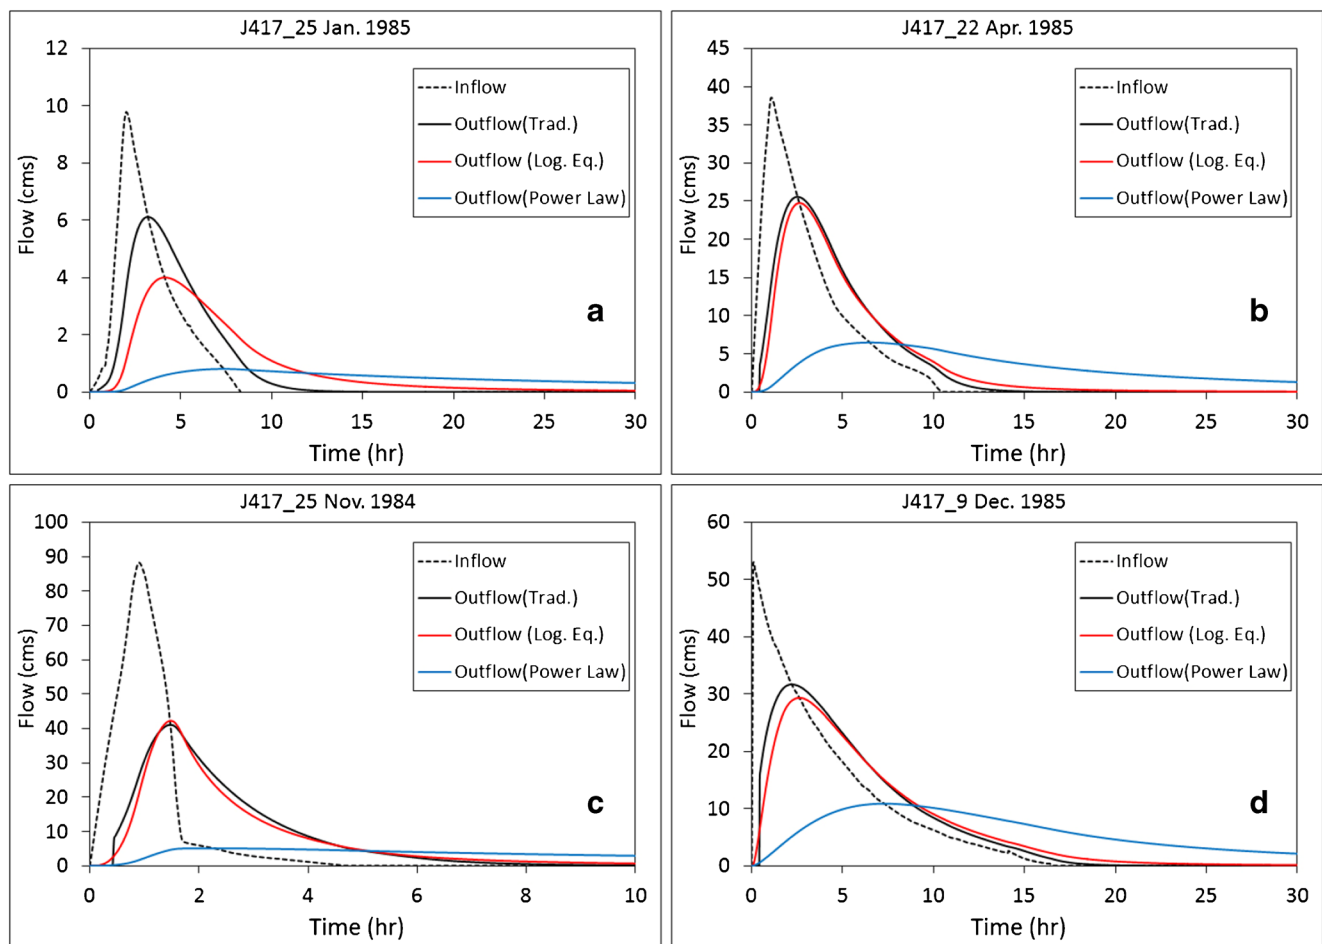 J417_25 Jan. 1985
12
10
8
6
4
2
0
Flow (cms)
Inflow
Outflow(Trad.)
Outflow (Log. Eq.)
Outflow(Power Law)
a
0 5 10 15 20 25 30
Time (hr)
J417_22 Apr. 1985
45
40
35
30
25
20
15
10
5
0
Flow (cms)
Inflow
Outflow(Trad.)
Outflow (Log. Eq.)
Outflow(Power Law)
b
0 5 10 15 20 25 30
Time (hr)
J417_25 Nov. 1984
100
90
80
70
60
50
40
30
20
10
0
Flow (cms)
Inflow
Outflow(Trad.)
Outflow (Log. Eq.)
Outflow(Power Law)
c
0 2 4 6 8 10
Time (hr)
J417_9 Dec. 1985
60
50
40
30
20
10
0
Flow (cms)
Inflow
Outflow(Trad.)
Outflow (Log. Eq.)
Outflow(Power Law)
d
0 5 10 15 20 25 30
Time (hr)